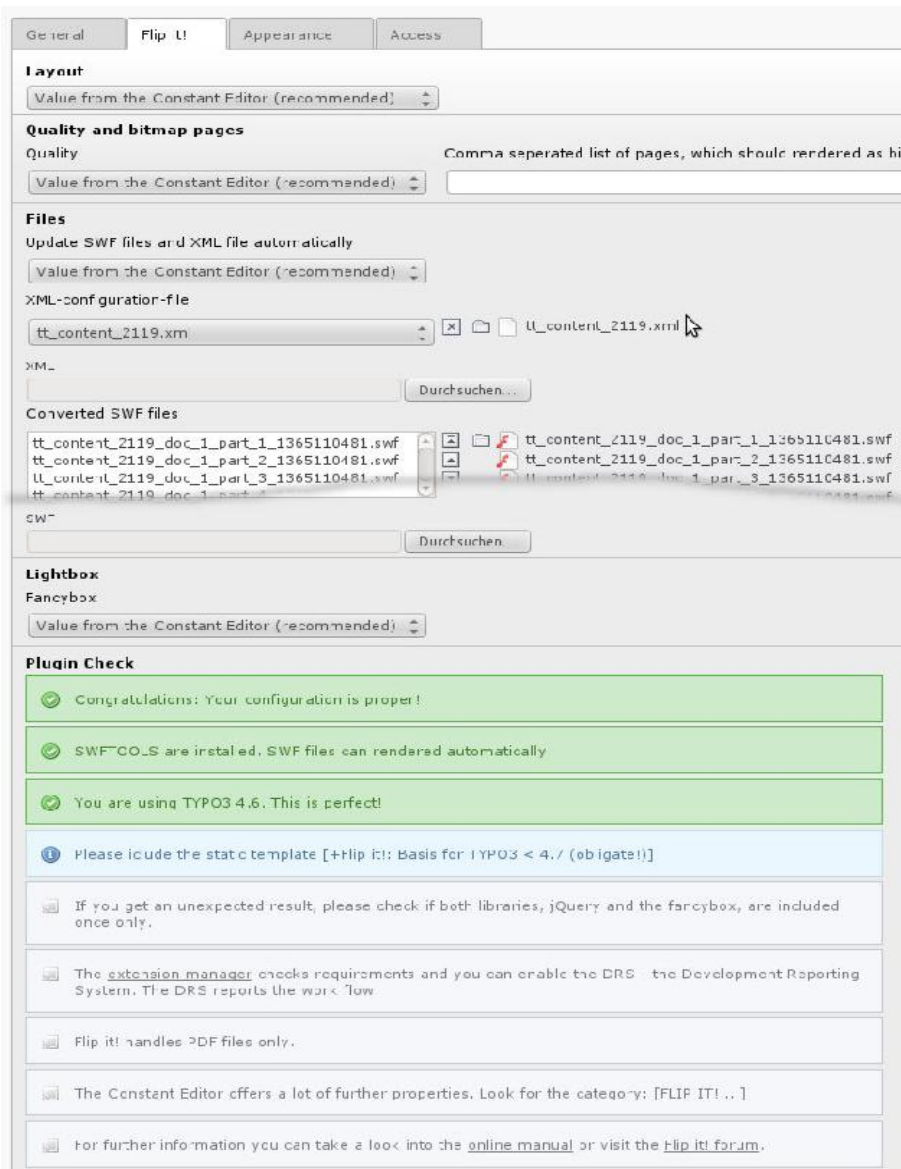 General Flip it! Appearance Access
Layout
Value from the Constant Editor (recommended)
Quality and bitmap pages
Quality Comma seperated list of pages, which should rendered as bi
Value from the Constant Editor (recommended)
Files
Update SWF files and XML file automatically
Value from the Constant Editor (recommended)
XML-configuration-file
tt_content_2119.xml tt_content_2119.xml
XML
Durchsuchen...
Converted SWF files
tt_content_2119_doc_1_part_1_1365110481.swf tt_content_2119_doc_1_part_1_1365110481.swf
tt_content_2119_doc_1_part_2_1365110481.swf tt_content_2119_doc_1_part_2_1365110481.swf
tt_content_2119_doc_1_part_3_1365110481.swf tt_content_2119_doc_1_part_3_1365110481.swf
tt_content_2119_doc_1_part_4
SWF
Durchsuchen...
Lightbox
Fancybox
Value from the Constant Editor (recommended)
Plugin Check
Congratulations: Your configuration is proper!
SWFTOOLS are installed. SWF files can rendered automatically
You are using TYPO3 4.6. This is perfect!
Please iclude the static template [+Flip it!: Basis for TYPO3 < 4.7 (obligate!)]
If you get an unexpected result, please check if both libraries, jQuery and the fancybox, are included
once only.
The extension manager checks requirements and you can enable the DRS - the Development Reporting
System. The DRS reports the work flow
Flip it! handles PDF files only.
The Constant Editor offers a lot of further properties. Look for the category: [FLIP IT! ...]
For further information you can take a look into the online manual or visit the Flip it! forum.